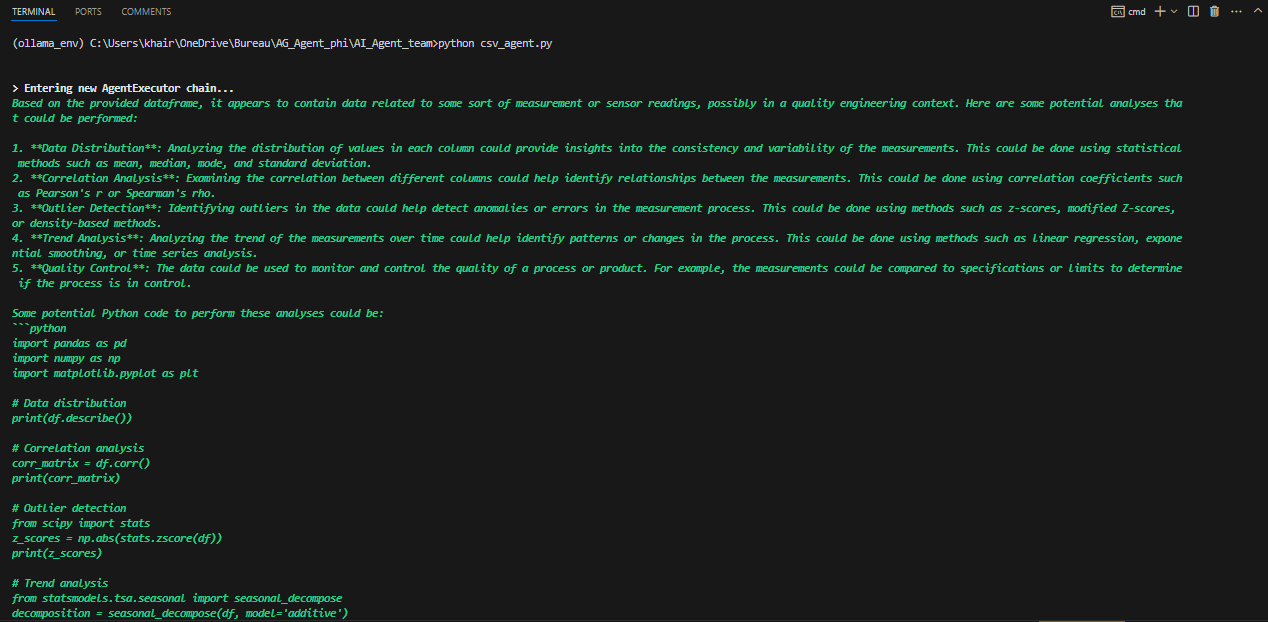 TERMINAL PORTS COMMENTS cmd
(ollama_env) C:\Users\khair\OneDrive\Bureau\AG_Agent_phi\AI_Agent_team>python csv_agent.py
> Entering new AgentExecutor chain...
Based on the provided dataframe, it appears to contain data related to some sort of measurement or sensor readings, possibly in a quality engineering context. Here are some potential analyses tha
t could be performed:
1. **Data Distribution**: Analyzing the distribution of values in each column could provide insights into the consistency and variability of the measurements. This could be done using statistical
methods such as mean, median, mode, and standard deviation.
2. **Correlation Analysis**: Examining the correlation between different columns could help identify relationships between the measurements. This could be done using correlation coefficients such
as Pearson's r or Spearman's rho.
3. **Outlier Detection**: Identifying outliers in the data could help detect anomalies or errors in the measurement process. This could be done using methods such as z-scores, modified Z-scores,
or density-based methods.
4. **Trend Analysis**: Analyzing the trend of the measurements over time could help identify patterns or changes in the process. This could be done using methods such as linear regression, expone
ntial smoothing, or time series analysis.
5. **Quality Control**: The data could be used to monitor and control the quality of a process or product. For example, the measurements could be compared to specifications or limits to determine
if the process is in control.
Some potential Python code to perform these analyses could be:
```python
import pandas as pd
import numpy as np
import matplotlib.pyplot as plt
# Data distribution
print(df.describe())
# Correlation analysis
corr_matrix = df.corr()
print(corr_matrix)
# Outlier detection
from scipy import stats
z_scores = np.abs(stats.zscore(df))
print(z_scores)
# Trend analysis
from statsmodels.tsa.seasonal import seasonal_decompose
decomposition = seasonal_decompose(df, model='additive')